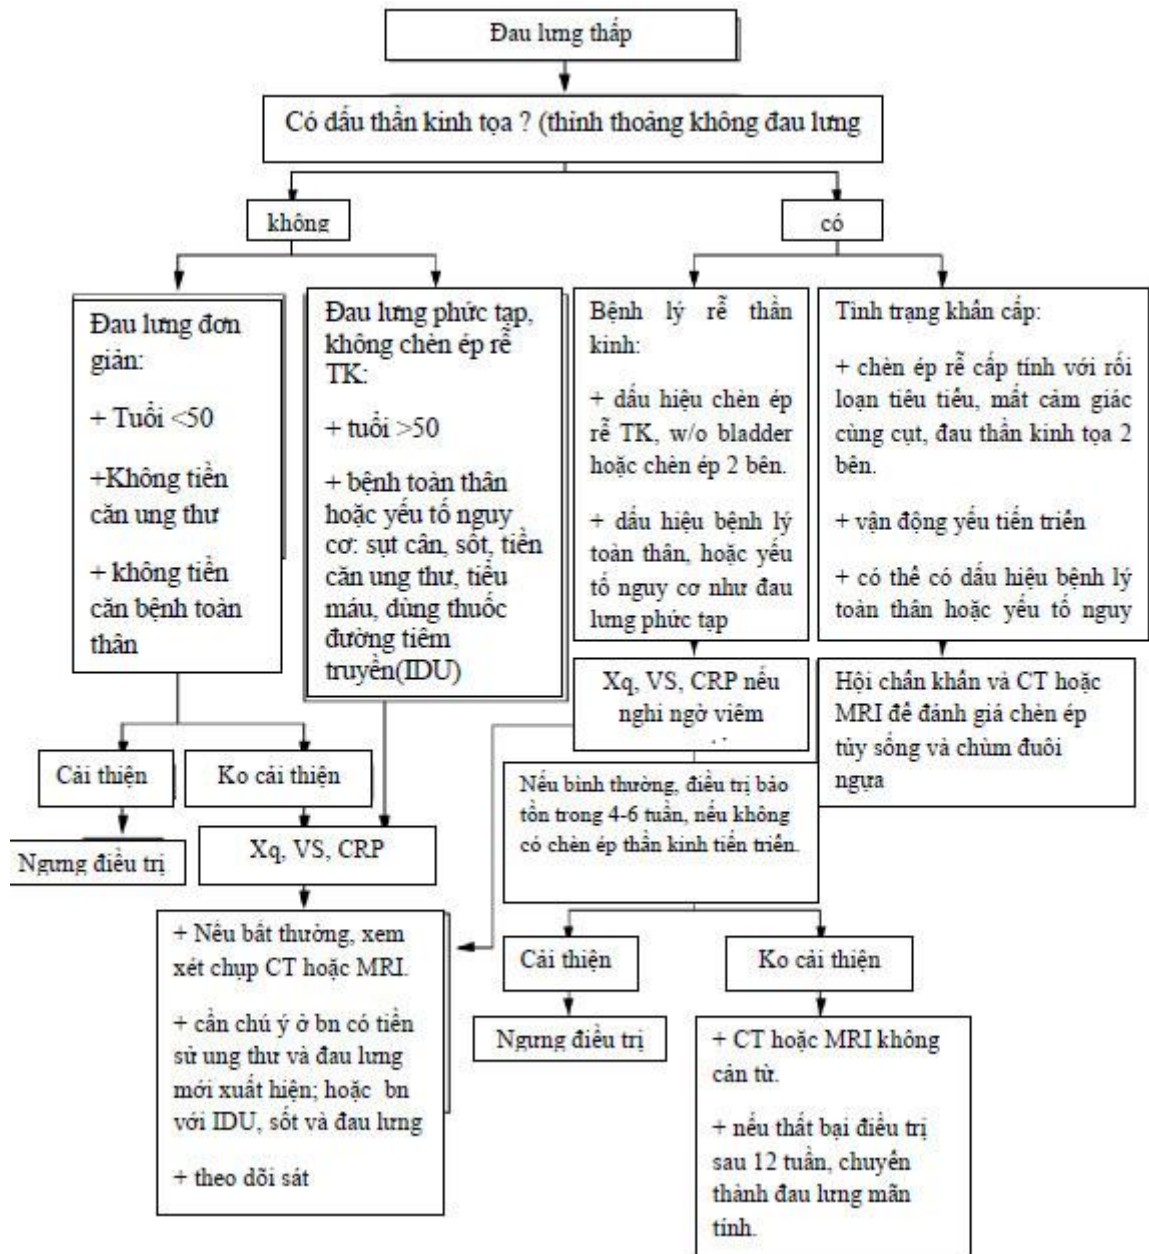 Đau lưng thấp
Có dấu thần kinh tọa ? (thỉnh thoảng không đau lưng
không
có
Đau lưng đơn
giản:
+ Tuổi <50
+Không tiền
căn ung thư
+ không tiền
căn bệnh toàn
thân
Đau lưng phức tạp,
không chèn ép rễ
TK:
+ tuổi >50
+ bệnh toàn thân
hoặc yếu tố nguy
cơ: sụt cân, sốt, tiền
căn ung thư, tiểu
máu, dùng thuốc
đường tiêm
truyền(IDU)
Bệnh lý rễ thần
kinh:
+ dấu hiệu chèn ép
rễ TK, w/o bladder
hoặc chèn ép 2 bên.
+ dấu hiệu bệnh lý
toàn thân, hoặc yếu
tố nguy cơ như đau
lưng phức tạp
Tình trạng khẩn cấp:
+ chèn ép rễ cấp tính với rối
loạn tiêu tiểu, mất cảm giác
cùng cụt, đau thần kinh tọa 2
bên.
+ vận động yếu tiến triển
+ có thể có dấu hiệu bệnh lý
toàn thân hoặc yếu tố nguy
Xq, VS, CRP nếu
nghi ngờ viêm
Hội chẩn khẩn và CT hoặc
MRI để đánh giá chèn ép
tủy sống và chùm đuôi
ngựa
Cải thiện
Ko cải thiện
Nếu bình thường, điều trị bảo
tồn trong 4-6 tuần, nếu không
có chèn ép thần kinh tiến triển.
Ngưng điều trị
Xq, VS, CRP
+ Nếu bất thường, xem
xét chụp CT hoặc MRI.
+ cần chú ý ở bn có tiền
sử ung thư và đau lưng
mới xuất hiện; hoặc bn
với IDU, sốt và đau lưng
+ theo dõi sát
Cải thiện
Ko cải thiện
Ngưng điều trị
+ CT hoặc MRI không
cản từ.
+ nếu thất bại điều trị
sau 12 tuần, chuyển
thành đau lưng mãn
tính.